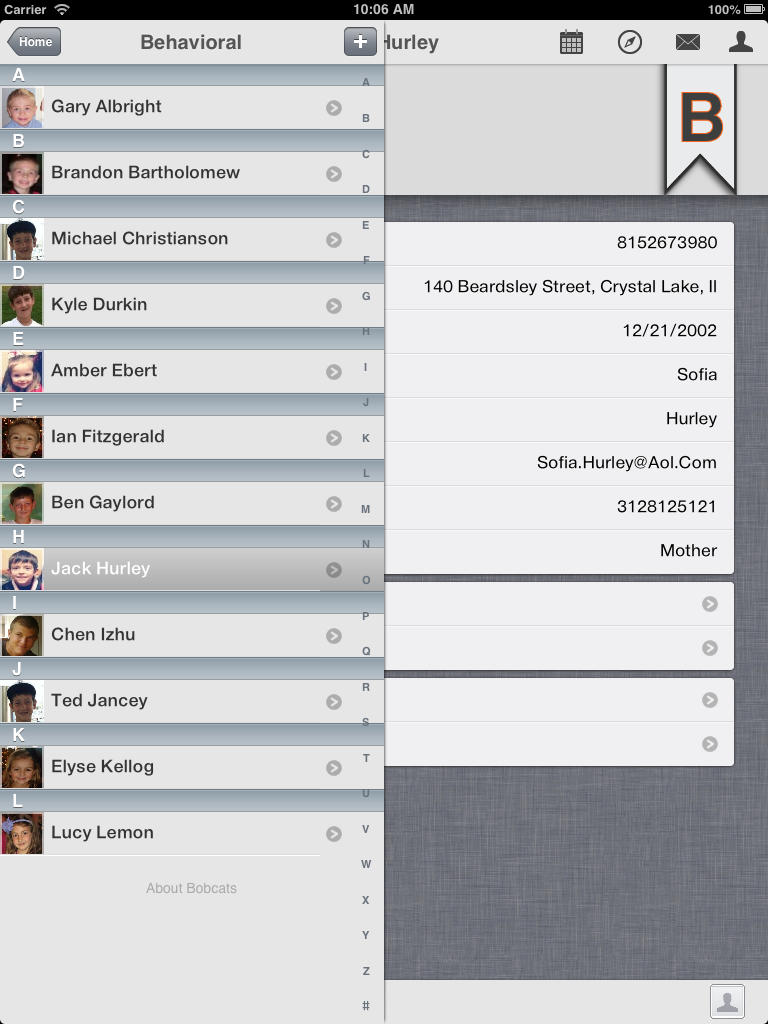 Carrier 10:06 AM 100%
Home Behavioral + Hurley
B
A
Gary Albright
B
Brandon Bartholomew
C
Michael Christianson
D
Kyle Durkin
E
Amber Ebert
F
Ian Fitzgerald
G
Ben Gaylord
H
Jack Hurley
I
Chen Izhu
J
Ted Jancey
K
Elyse Kellog
L
Lucy Lemon
About Bobcats
A
B
C
D
E
F
G
H
I
J
K
L
M
N
O
P
Q
R
S
T
U
V
W
X
Y
Z
#
8152673980
140 Beardsley Street, Crystal Lake, Il
12/21/2002
Sofia
Hurley
Sofia.Hurley@Aol.Com
3128125121
Mother